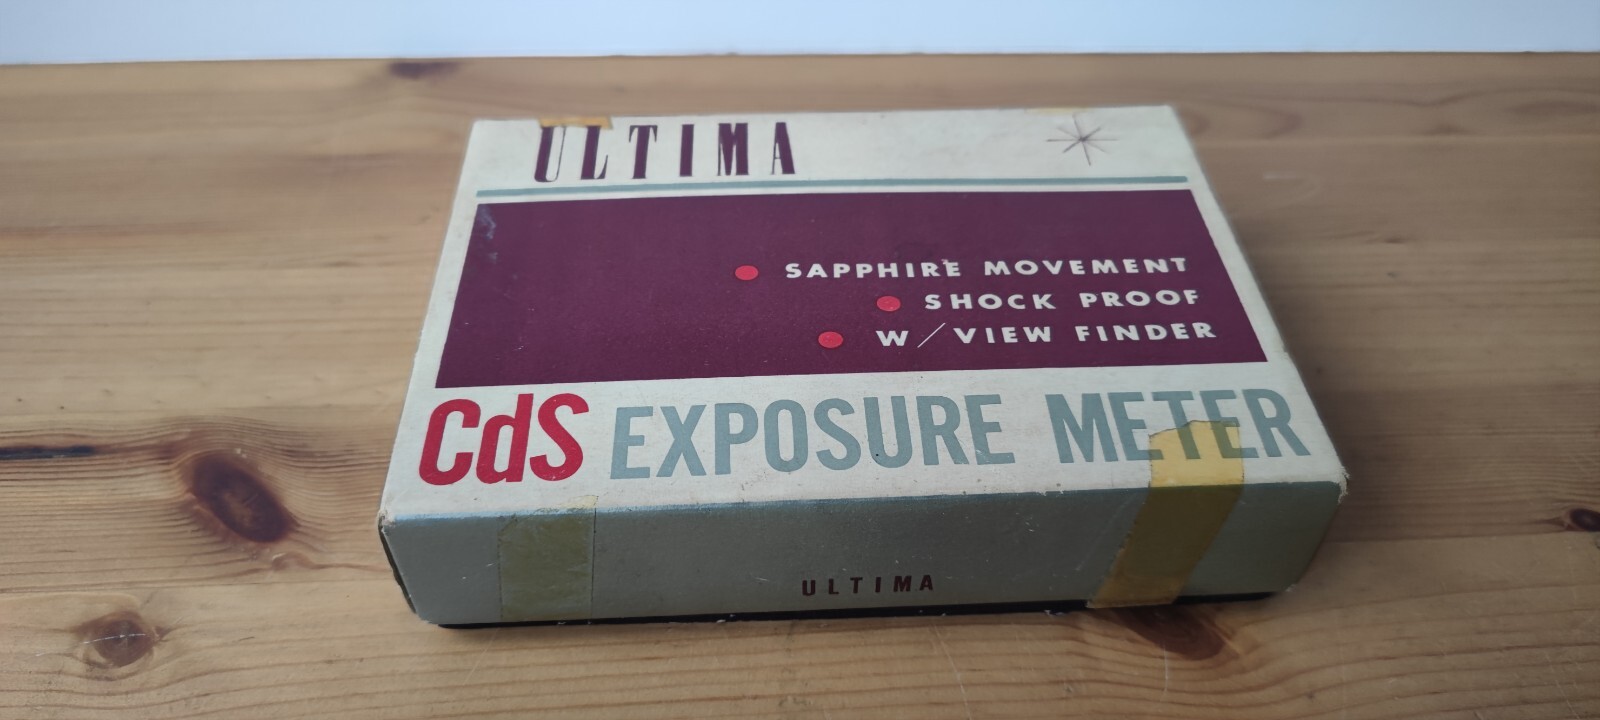 ULTIMA
SAPPHIRE MOVEMENT
SHOCK PROOF
W/VIEW FINDER
CdS EXPOSURE METER
ULTIMA